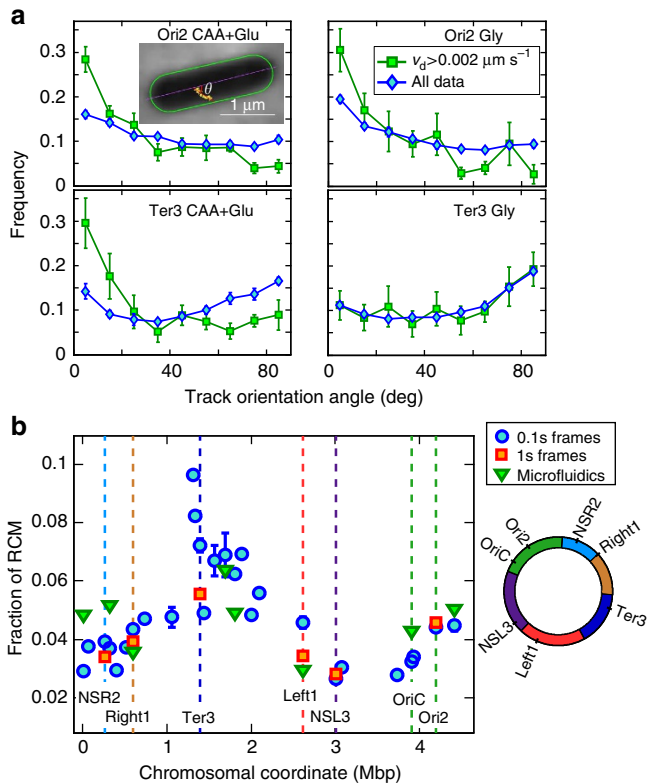 a
Ori2 CAA+Glu
θ
1 μm
Ori2 Gly
v_d>0.002 μm s⁻¹
All data
0.3
0.2
0.1
0
Ter3 CAA+Glu
Ter3 Gly
0.3
0.2
0.1
0
Frequency
0
40
80
0
40
80
Track orientation angle (deg)
b
0.1
0.08
0.06
0.04
0.02
Fraction of RCM
NSR2
Right1
Ter3
Left1
NSL3
OriC
Ori2
0
1
2
3
4
Chromosomal coordinate (Mbp)
0.1s frames
1s frames
Microfluidics
NSR2
Right1
Ter3
Left1
NSL3
OriC
Ori2